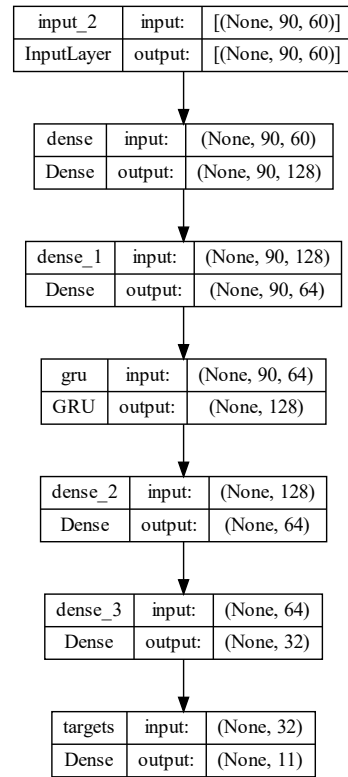 input_2 input: [(None, 90, 60)]
InputLayer output: [(None, 90, 60)]
dense input: (None, 90, 60)
Dense output: (None, 90, 128)
dense_1 input: (None, 90, 128)
Dense output: (None, 90, 64)
gru input: (None, 90, 64)
GRU output: (None, 128)
dense_2 input: (None, 128)
Dense output: (None, 64)
dense_3 input: (None, 64)
Dense output: (None, 32)
targets input: (None, 32)
Dense output: (None, 11)